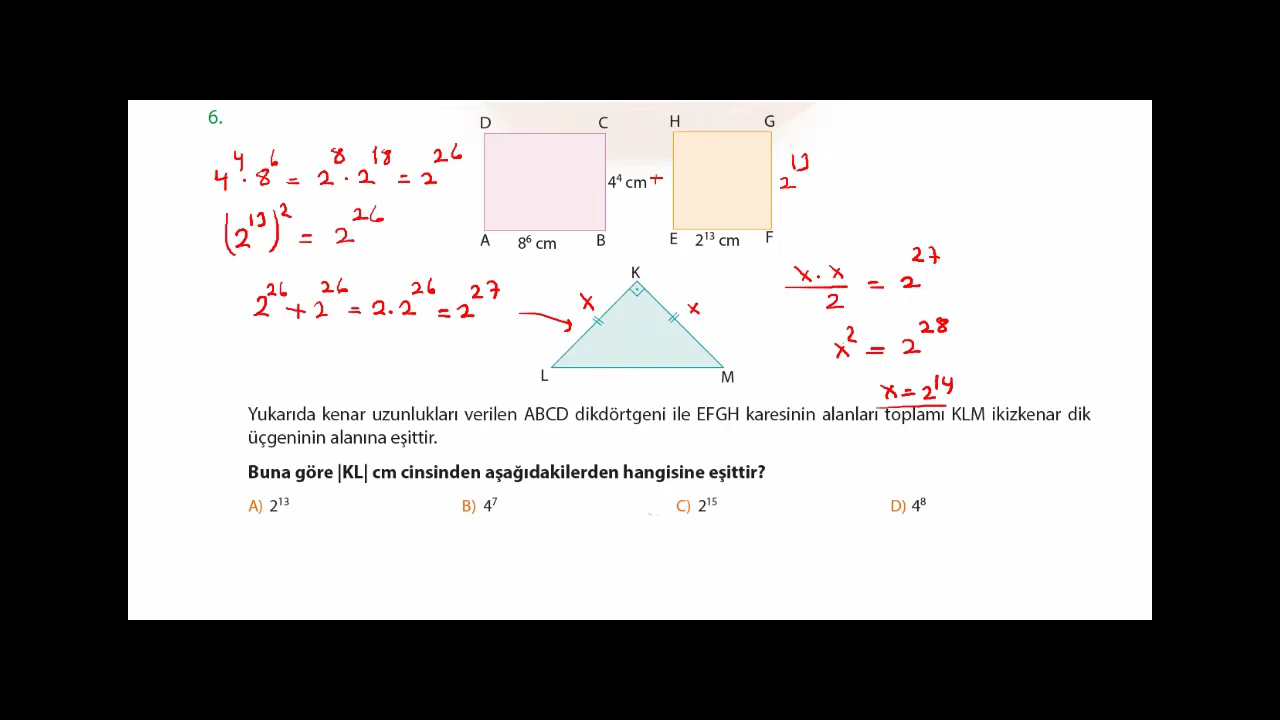 6.
D C H G
4⁴ · 8⁶ = 2⁸ · 2¹⁸ = 2²⁶
4⁴ cm + 2¹³
(2¹³)² = 2²⁶
A 8⁶ cm B E 2¹³ cm F
K
x · x / 2 = 2²⁷
2²⁶ + 2²⁶ = 2 · 2²⁶ = 2²⁷
x x
x² = 2²⁸
L M
x = 2¹⁴
Yukarıda kenar uzunlukları verilen ABCD dikdörtgeni ile EFGH karesinin alanları toplamı KLM ikizkenar dik
üçgeninin alanına eşittir.
Buna göre |KL| cm cinsinden aşağıdakilerden hangisine eşittir?
A) 2¹³ B) 4⁷ C) 2¹⁵ D) 4⁸